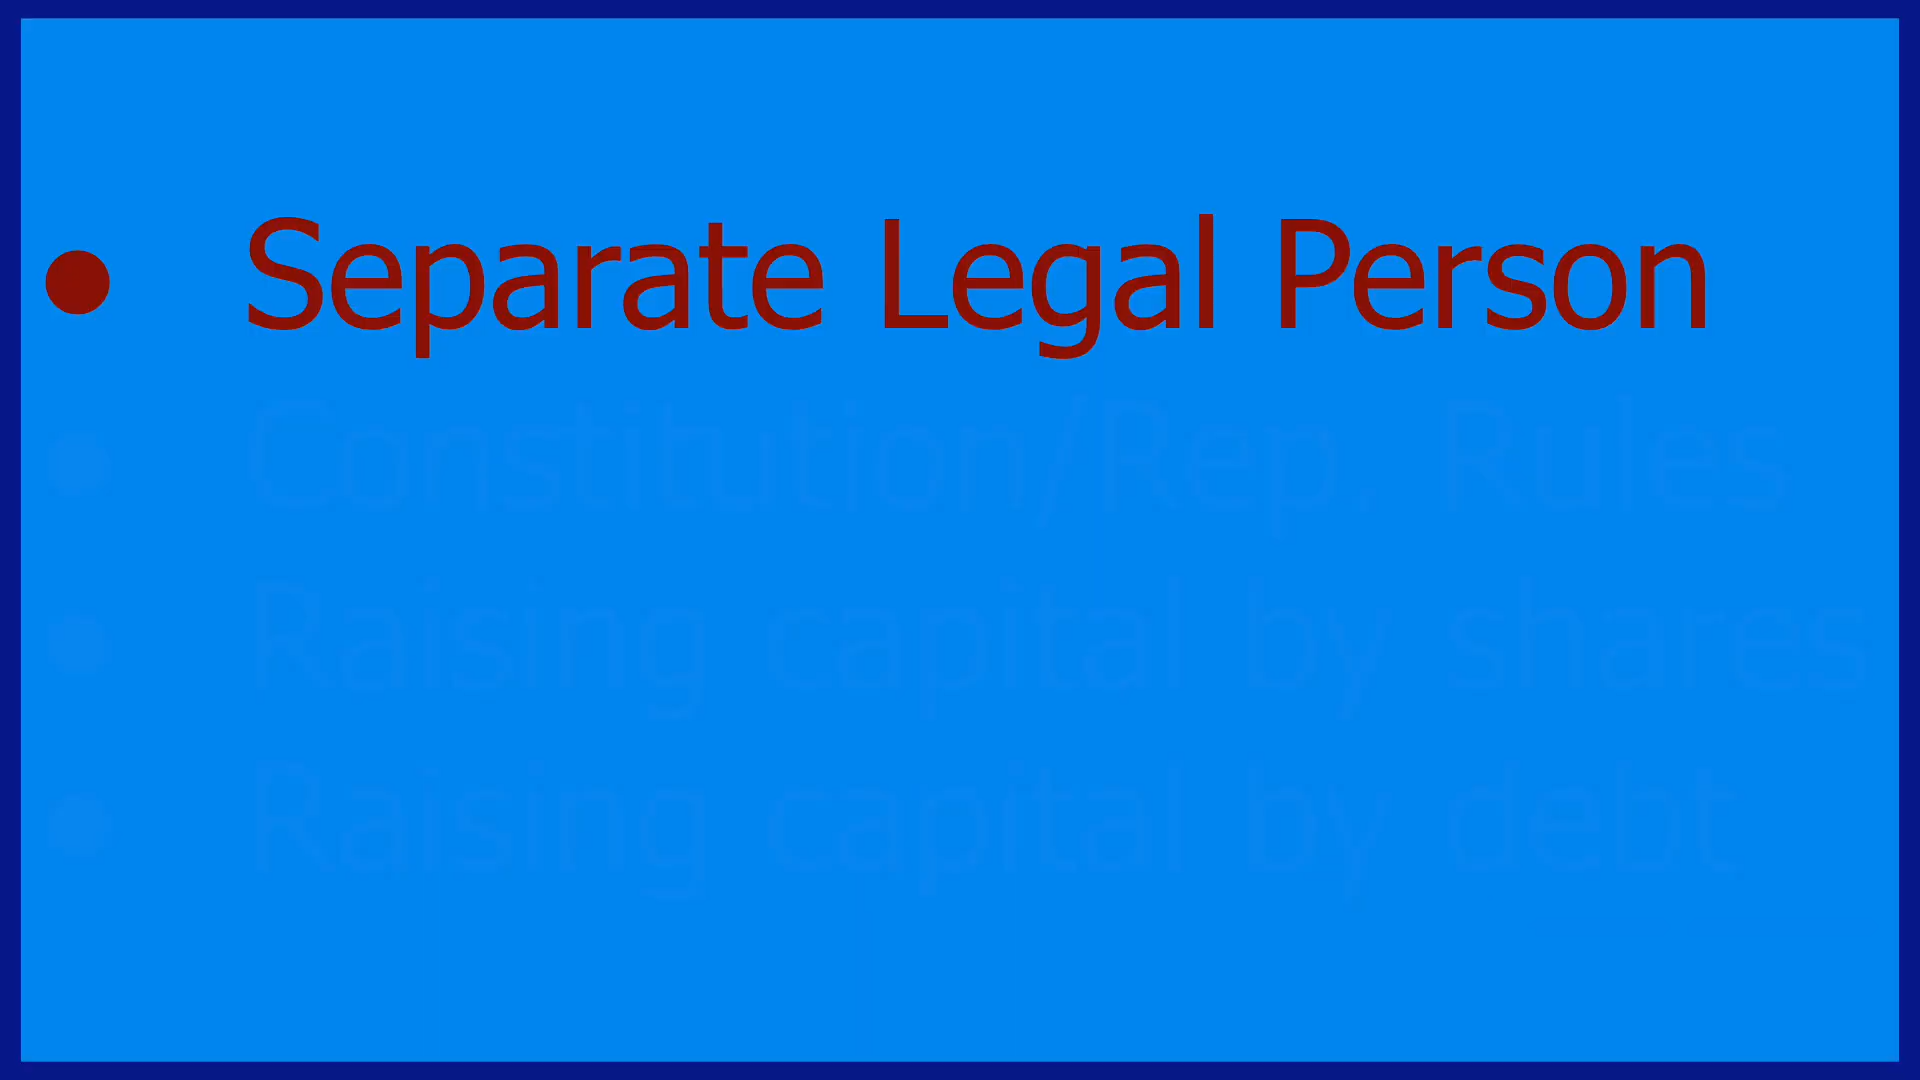 • Separate Legal Person
• Constitution/Rep. Rules
• Raising capital by shares
• Raising capital by debt